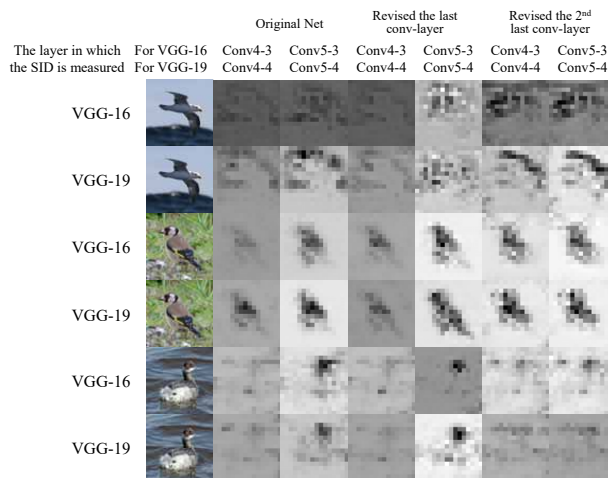 Original Net
Revised the last conv-layer
Revised the 2nd last conv-layer
The layer in which the SID is measured
For VGG-16 Conv4-3 Conv5-3 Conv4-3 Conv5-3 Conv4-3 Conv5-3
For VGG-19 Conv4-4 Conv5-4 Conv4-4 Conv5-4 Conv4-4 Conv5-4
VGG-16
VGG-19
VGG-16
VGG-19
VGG-16
VGG-19